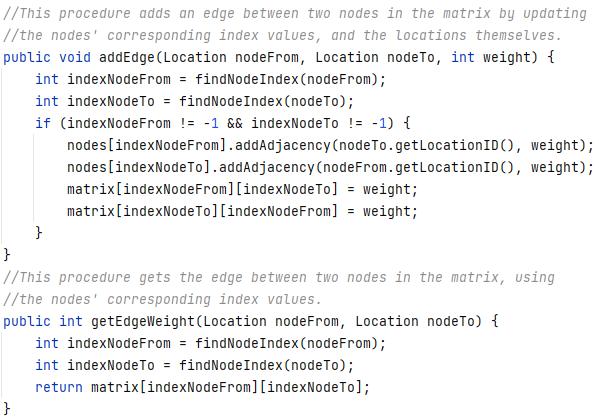 //This procedure adds an edge between two nodes in the matrix by updating
//the nodes' corresponding index values, and the locations themselves.
public void addEdge(Location nodeFrom, Location nodeTo, int weight) {
    int indexNodeFrom = findNodeIndex(nodeFrom);
    int indexNodeTo = findNodeIndex(nodeTo);
    if (indexNodeFrom != -1 && indexNodeTo != -1) {
        nodes[indexNodeFrom].addAdjacency(nodeTo.getLocationID(), weight);
        nodes[indexNodeTo].addAdjacency(nodeFrom.getLocationID(), weight);
        matrix[indexNodeFrom][indexNodeTo] = weight;
        matrix[indexNodeTo][indexNodeFrom] = weight;
    }
}
//This procedure gets the edge between two nodes in the matrix, using
//the nodes' corresponding index values.
public int getEdgeWeight(Location nodeFrom, Location nodeTo) {
    int indexNodeFrom = findNodeIndex(nodeFrom);
    int indexNodeTo = findNodeIndex(nodeTo);
    return matrix[indexNodeFrom][indexNodeTo];
}